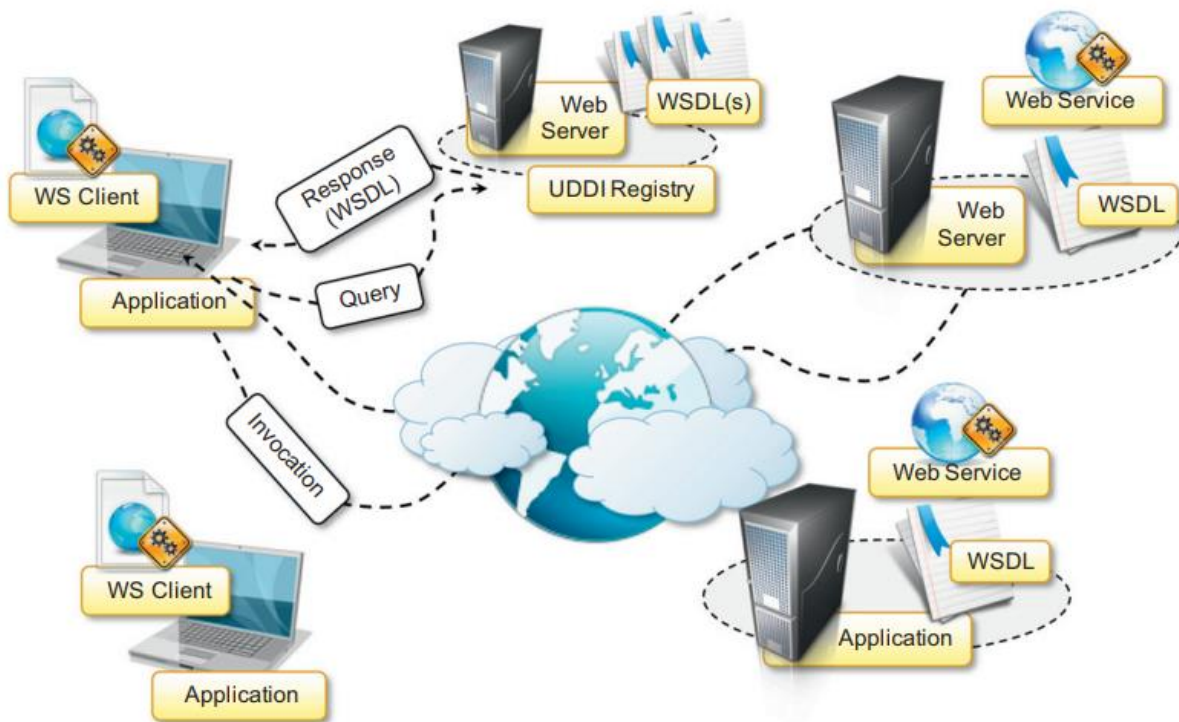 Web
Server
WSDL(s)
UDDI Registry
Web Service
WS Client
Response
(WSDL)
Web
Server
WSDL
Application
Query
Invocation
Web Service
WSDL
WS Client
Application
Application